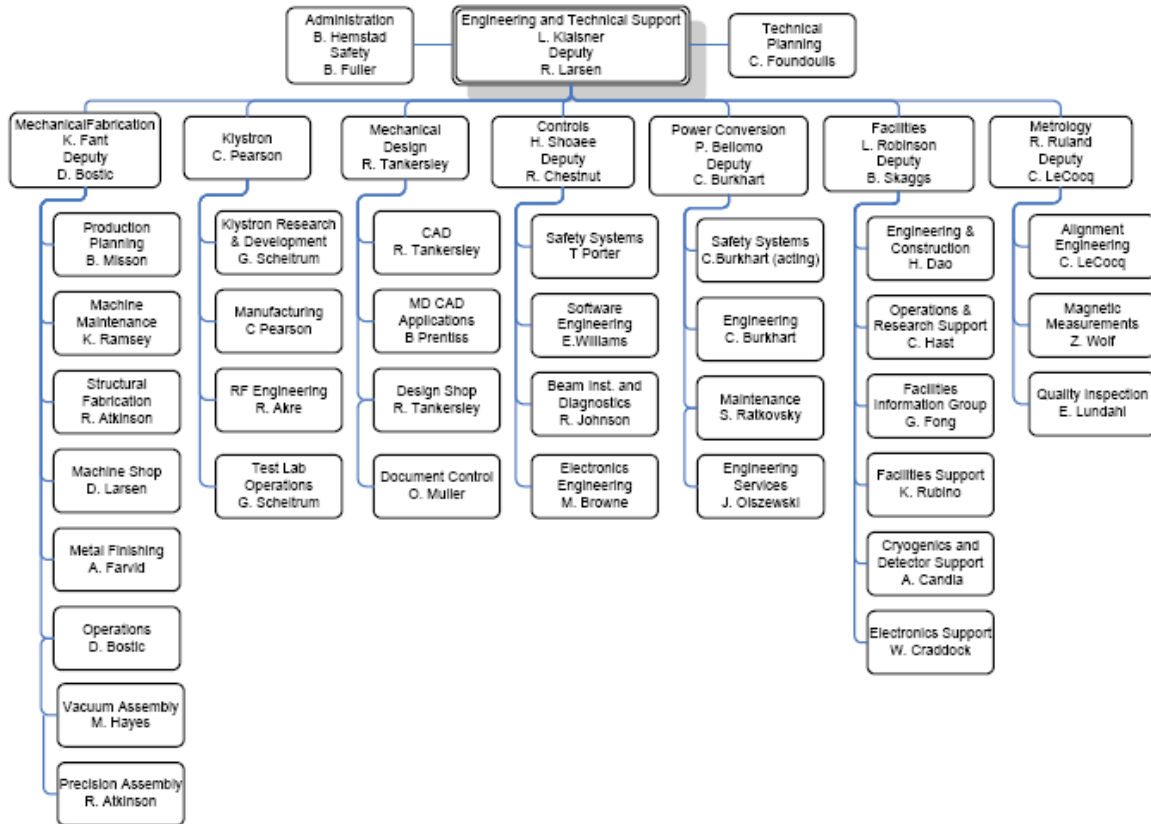 Administration
B. Hemstad
Safety
B. Fuller
Engineering and Technical Support
L. Klaisner
Deputy
R. Larsen
Technical
Planning
C. Foundoulis
MechanicalFabrication
K. Fant
Deputy
D. Bostic
Klystron
C. Pearson
Mechanical
Design
R. Tankersley
Controls
H. Shoaee
Deputy
R. Chestnut
Power Conversion
P. Bellomo
Deputy
C. Burkhart
Facilities
L. Robinson
Deputy
B. Skaggs
Metrology
R. Ruland
Deputy
C. LeCocq
Production
Planning
B. Misson
Machine
Maintenance
K. Ramsey
Structural
Fabrication
R. Atkinson
Machine Shop
D. Larsen
Metal Finishing
A. Farvid
Operations
D. Bostic
Vacuum Assembly
M. Hayes
Precision Assembly
R. Atkinson
Klystron Research
& Development
G. Scheitrum
Manufacturing
C Pearson
RF Engineering
R. Akre
Test Lab
Operations
G. Scheitrum
CAD
R. Tankersley
MD CAD
Applications
B Prentiss
Design Shop
R. Tankersley
Document Control
O. Muller
Safety Systems
T Porter
Software
Engineering
E.Williams
Beam Inst. and
Diagnostics
R. Johnson
Electronics
Engineering
M. Browne
Safety Systems
C.Burkhart (acting)
Engineering
C. Burkhart
Maintenance
S. Ratkovsky
Engineering
Services
J. Olszewski
Engineering &
Construction
H. Dao
Operations &
Research Support
C. Hast
Facilities
Information Group
G. Fong
Facilities Support
K. Rubino
Cryogenics and
Detector Support
A. Candia
Electronics Support
W. Craddock
Alignment
Engineering
C. LeCocq
Magnetic
Measurements
Z. Wolf
Quality Inspection
E. Lundahl